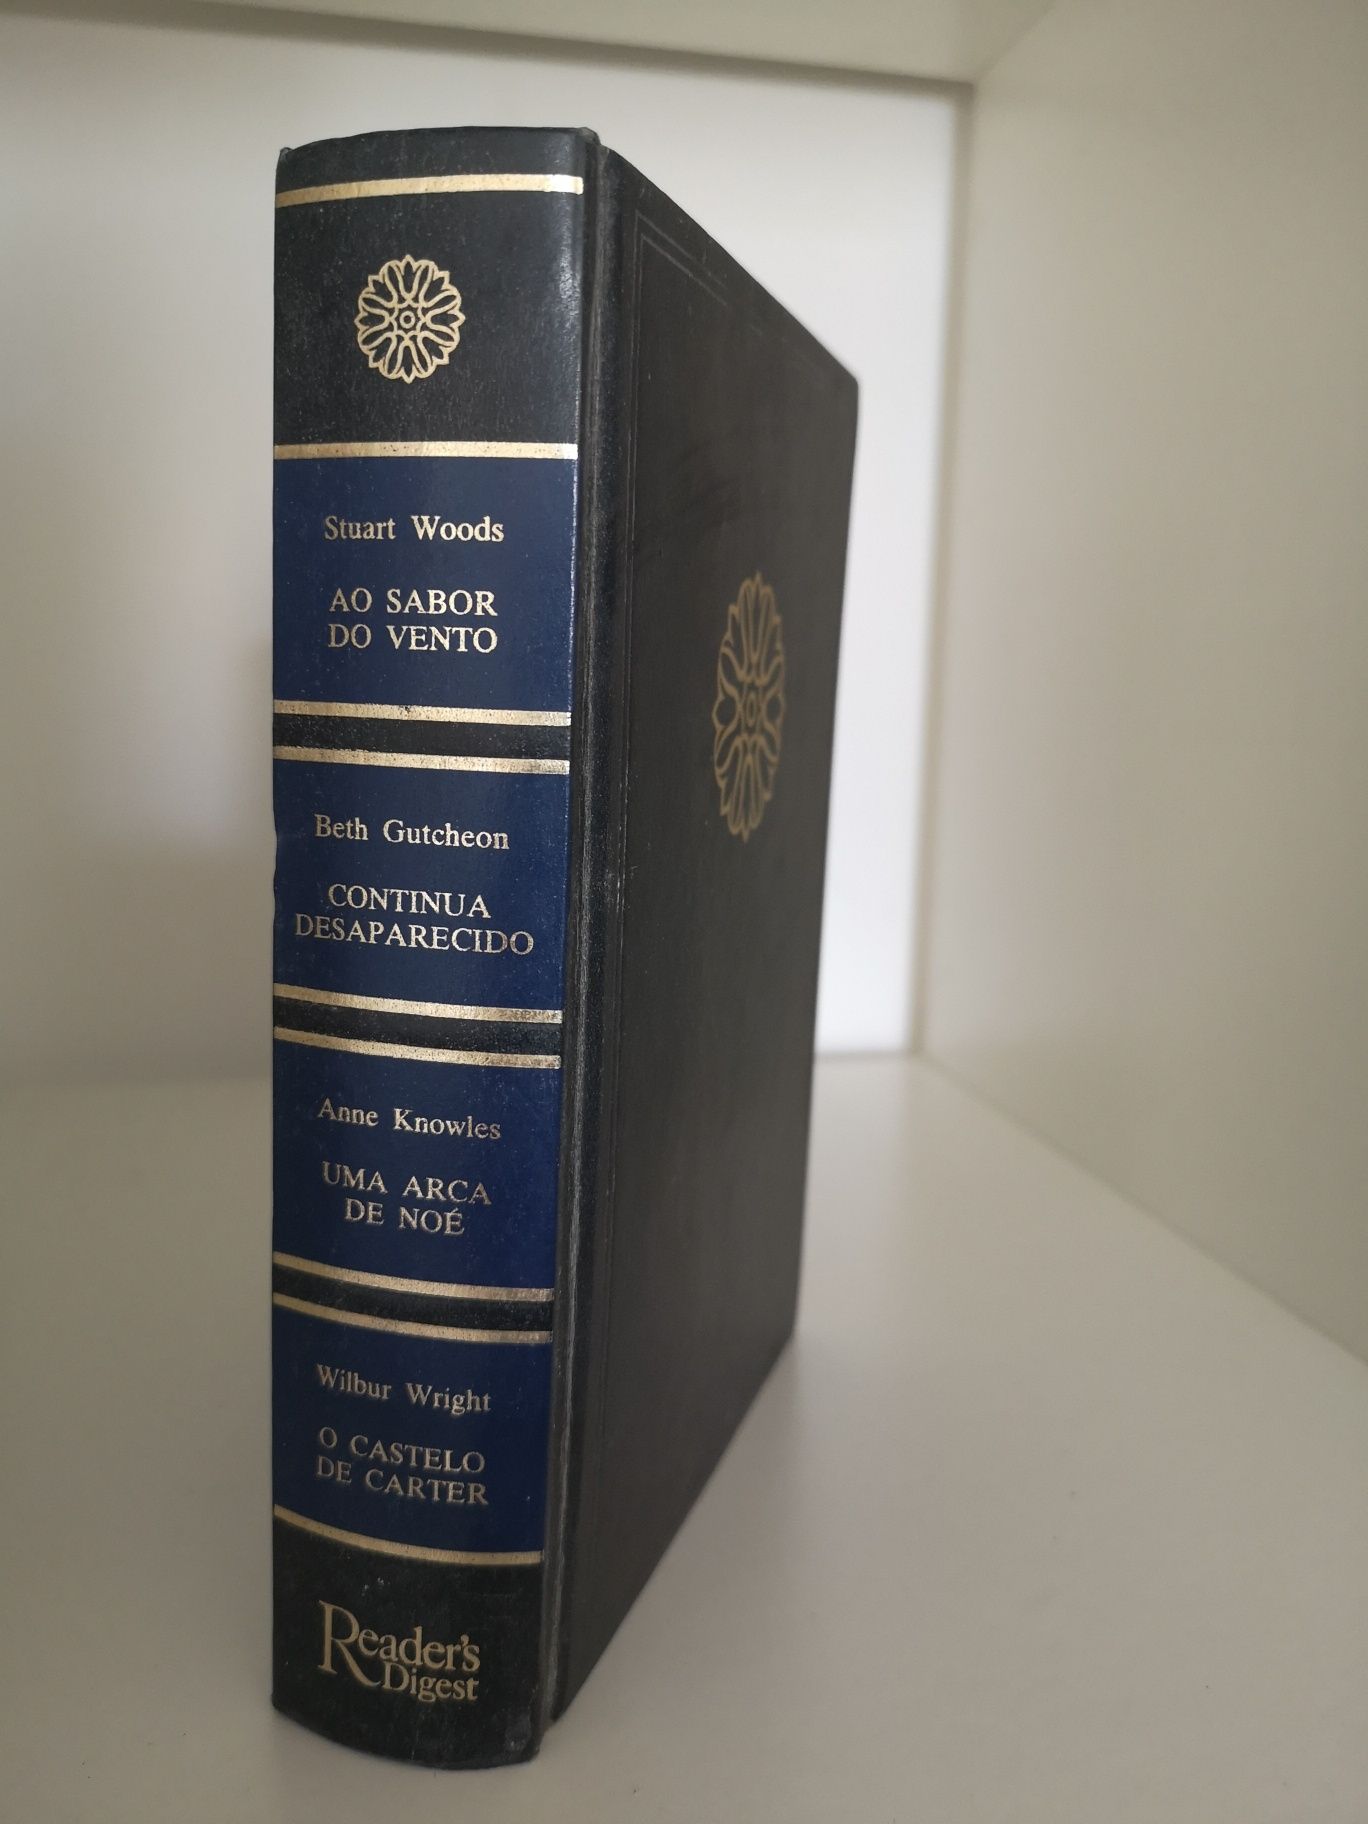 Stuart Woods
AO SABOR
DO VENTO
Beth Gutcheon
CONTINUA
DESAPARECIDO
Anne Knowles
UMA ARCA
DE NOÉ
Wilbur Wright
O CASTELO
DE CARTER
Reader's
Digest